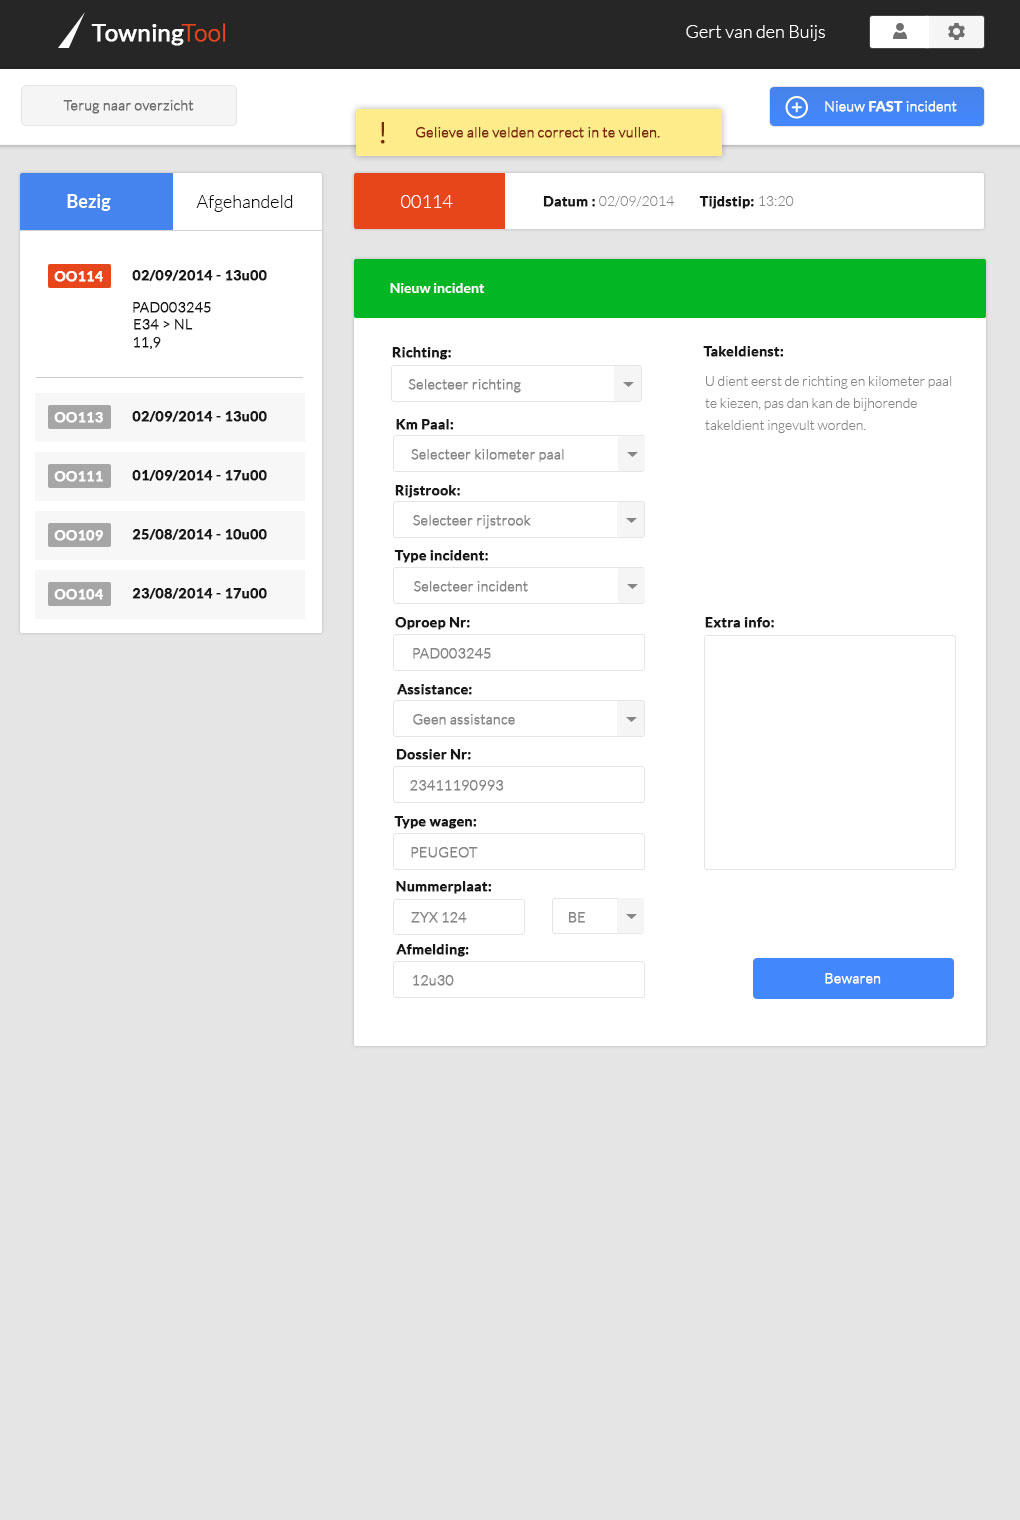 TowningTool
Gert van den Buijs
Terug naar overzicht
Nieuw FAST incident
! Gelieve alle velden correct in te vullen.
Bezig
Afgehandeld
OO114
02/09/2014 - 13u00
PAD003245
E34 > NL
11,9
OO113
02/09/2014 - 13u00
OO111
01/09/2014 - 17u00
OO109
25/08/2014 - 10u00
OO104
23/08/2014 - 17u00
00114
Datum : 02/09/2014
Tijdstip: 13:20
Nieuw incident
Richting:
Selecteer richting
Km Paal:
Selecteer kilometer paal
Rijstrook:
Selecteer rijstrook
Type incident:
Selecteer incident
Oproep Nr:
PAD003245
Assistance:
Geen assistance
Dossier Nr:
23411190993
Type wagen:
PEUGEOT
Nummerplaat:
ZYX 124
BE
Afmelding:
12u30
Takeldienst:
U dient eerst de richting en kilometer paal
te kiezen, pas dan kan de bijhorende
takeldient ingevult worden.
Extra info:
Bewaren